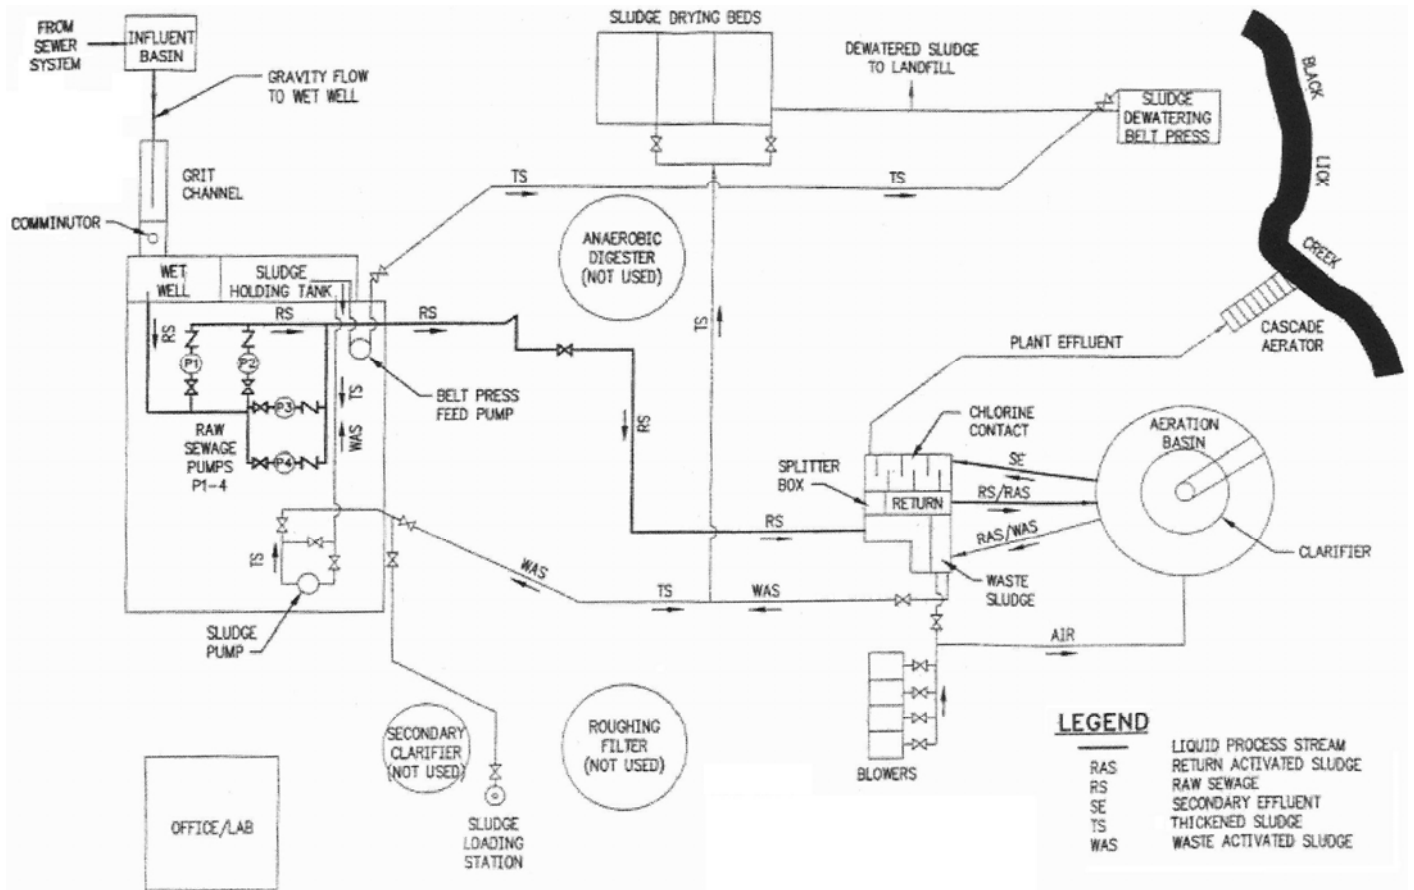 FROM
SEWER
SYSTEM
INFLUENT
BASIN
GRAVITY FLOW
TO WET WELL
GRIT
CHANNEL
COMMINUTOR
WET
WELL
SLUDGE
HOLDING TANK
SLUDGE DRYING BEDS
DEWATERED SLUDGE
TO LANDFILL
SLUDGE
DEWATERING
BELT PRESS
BLACK
LICK
CREEK
CASCADE
AERATOR
PLANT EFFLUENT
TS
TS
TS
ANAEROBIC
DIGESTER
(NOT USED)
RS
RS
RS
RS
RS
P1
P2
P3
P4
RAW
SEWAGE
PUMPS
P1-4
TS
WAS
BELT PRESS
FEED PUMP
CHLORINE
CONTACT
SPLITTER
BOX
RETURN
SE
RS/RAS
RAS/WAS
AERATION
BASIN
CLARIFIER
WASTE
SLUDGE
TS
SLUDGE
PUMP
WAS
TS
WAS
AIR
BLOWERS
SECONDARY
CLARIFIER
(NOT USED)
ROUGHING
FILTER
(NOT USED)
SLUDGE
LOADING
STATION
OFFICE/LAB
LEGEND
LIQUID PROCESS STREAM
RAS RETURN ACTIVATED SLUDGE
RS RAW SEWAGE
SE SECONDARY EFFLUENT
TS THICKENED SLUDGE
WAS WASTE ACTIVATED SLUDGE